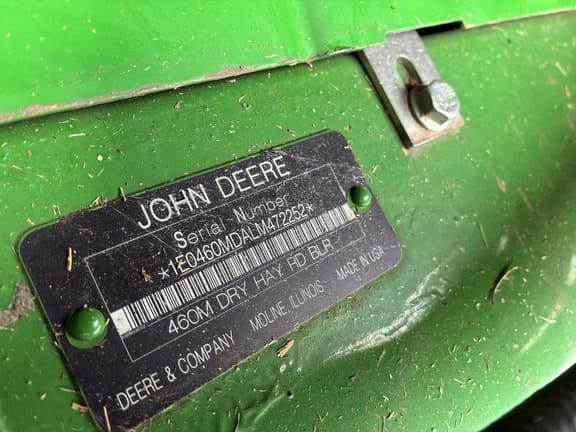 JOHN DEERE
Serial Number
*1E0460MDALM472252*
460M DRY HAY RD BLR
DEERE & COMPANY MOLINE, ILLINOIS MADE IN USA